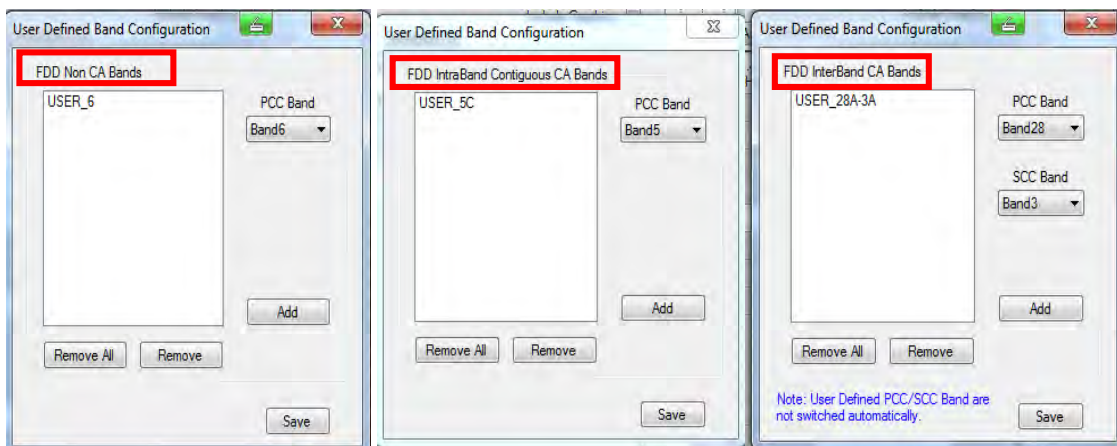 User Defined Band Configuration
FDD Non CA Bands
USER_6
PCC Band
Band6
Add
Remove All
Remove
Save
User Defined Band Configuration
FDD IntraBand Contiguous CA Bands
USER_5C
PCC Band
Band5
Add
Remove All
Remove
Save
User Defined Band Configuration
FDD InterBand CA Bands
USER_28A-3A
PCC Band
Band28
SCC Band
Band3
Add
Remove All
Remove
Note: User Defined PCC/SCC Band are
not switched automatically.
Save